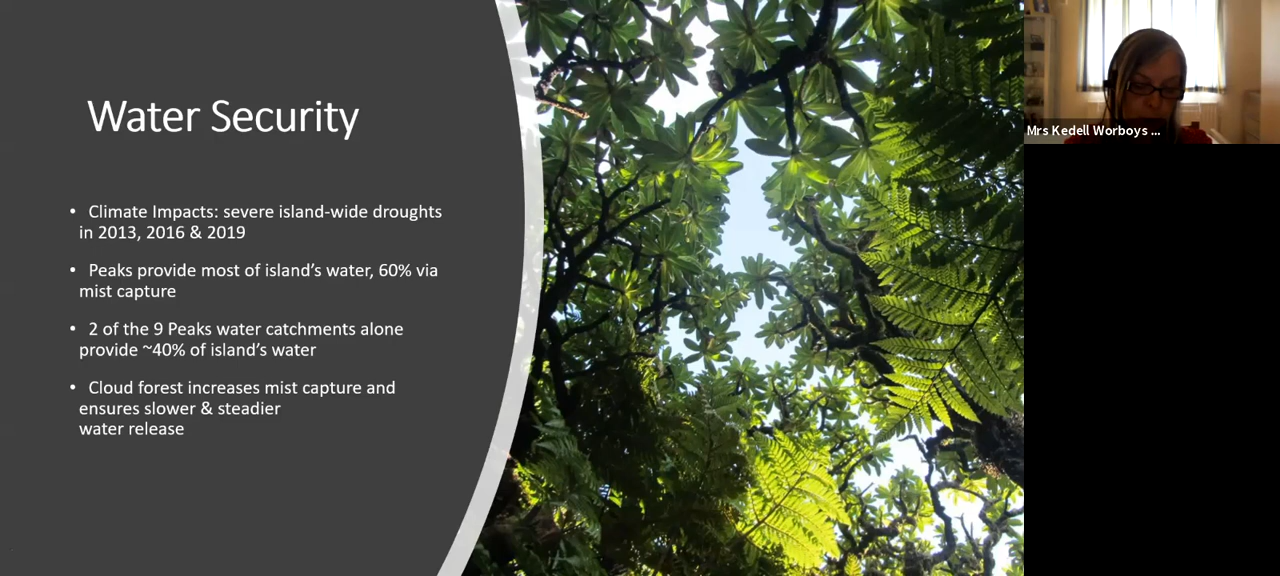 Water Security
• Climate Impacts: severe island-wide droughts
in 2013, 2016 & 2019
• Peaks provide most of island's water, 60% via
mist capture
• 2 of the 9 Peaks water catchments alone
provide ~40% of island's water
• Cloud forest increases mist capture and
ensures slower & steadier
water release
Mrs Kedell Worboys ...